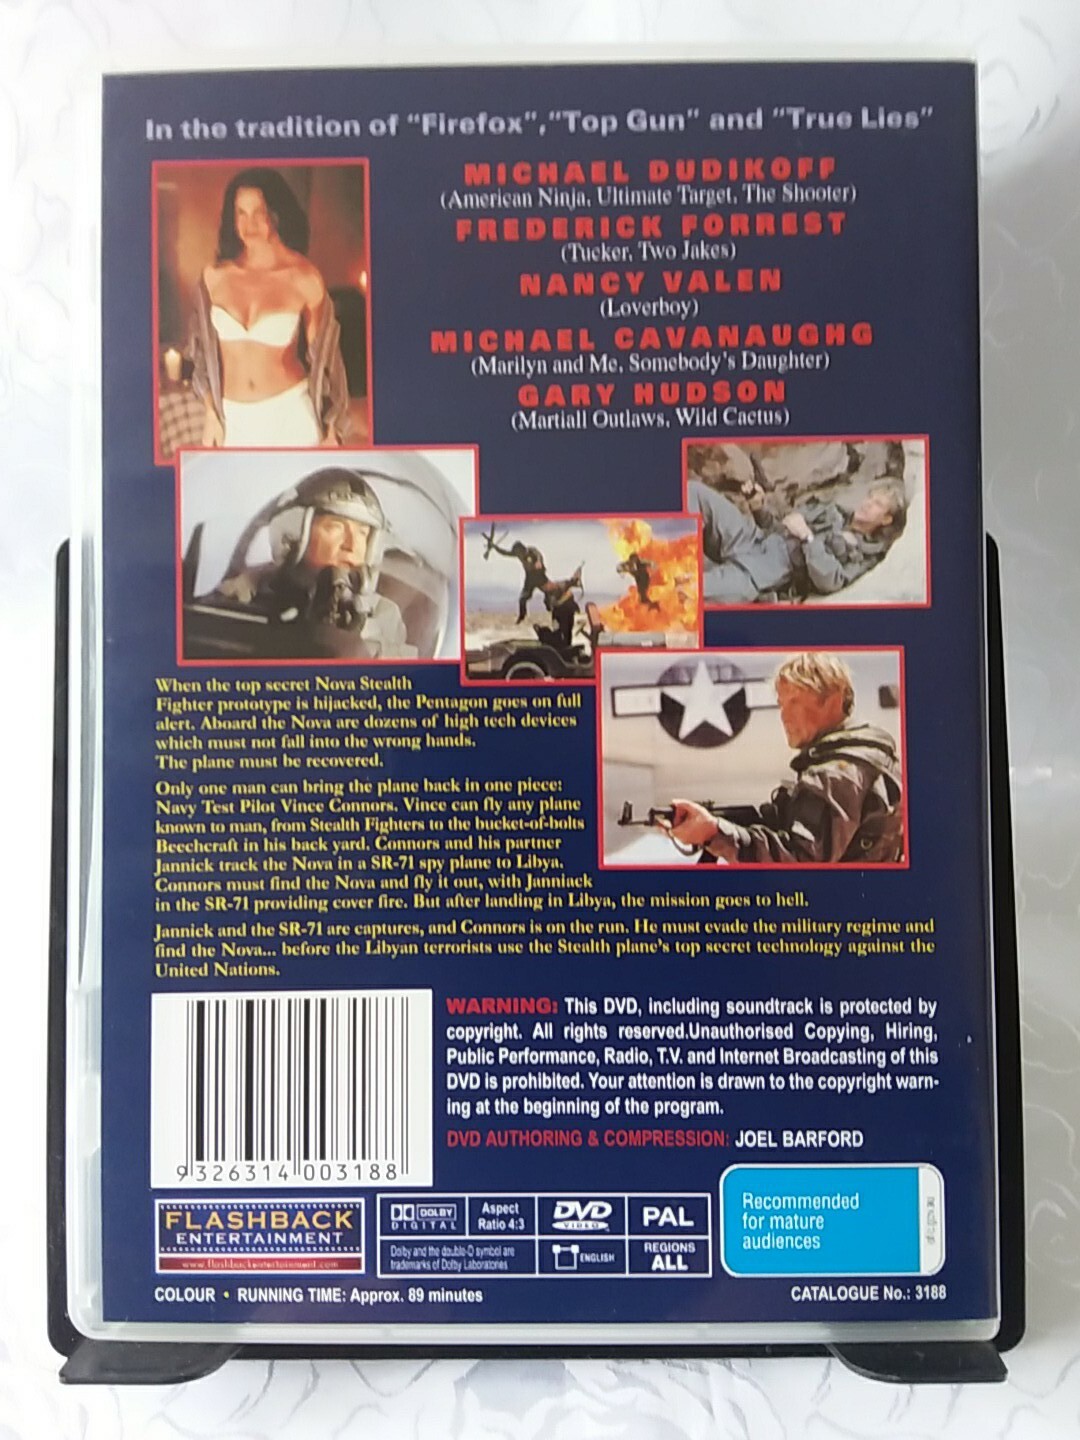 In the tradition of "Firefox","Top Gun" and "True Lies"
MICHAEL DUDIKOFF
(American Ninja, Ultimate Target, The Shooter)
FREDERICK FORREST
(Tucker, Two Jakes)
NANCY VALEN
(Loverboy)
MICHAEL CAVANAUGHG
(Marilyn and Me, Somebody's Daughter)
GARY HUDSON
(Martiall Outlaws, Wild Cactus)
When the top secret Nova Stealth
Fighter prototype is hijacked, the Pentagon goes on full
alert. Aboard the Nova are dozens of high tech devices
which must not fall into the wrong hands.
The plane must be recovered.
Only one man can bring the plane back in one piece:
Navy Test Pilot Vince Connors. Vince can fly any plane
known to man, from Stealth Fighters to the bucket-of-bolts
Beechcraft in his back yard. Connors and his partner
Jannick track the Nova in a SR-71 spy plane to Libya.
Connors must find the Nova and fly it out, with Janniack
in the SR-71 providing cover fire. But after landing in Libya, the mission goes to hell.
Jannick and the SR-71 are captures, and Connors is on the run. He must evade the military regime and
find the Nova... before the Libyan terrorists use the Stealth plane's top secret technology against the
United Nations.
WARNING: This DVD, including soundtrack is protected by
copyright. All rights reserved.Unauthorised Copying, Hiring,
Public Performance, Radio, T.V. and Internet Broadcasting of this
DVD is prohibited. Your attention is drawn to the copyright warn-
ing at the beginning of the program.
DVD AUTHORING & COMPRESSION: JOEL BARFORD
9 326314 003188
FLASHBACK
ENTERTAINMENT
www.flashbackentertainment.com
DOLBY
DIGITAL
Aspect
Ratio 4:3
DVD
VIDEO
PAL
Dolby and the double-D symbol are
trademarks of Dolby Laboratories
ENGLISH
REGIONS
ALL
Recommended
for mature
audiences
COLOUR • RUNNING TIME: Approx. 89 minutes
CATALOGUE No.: 3188